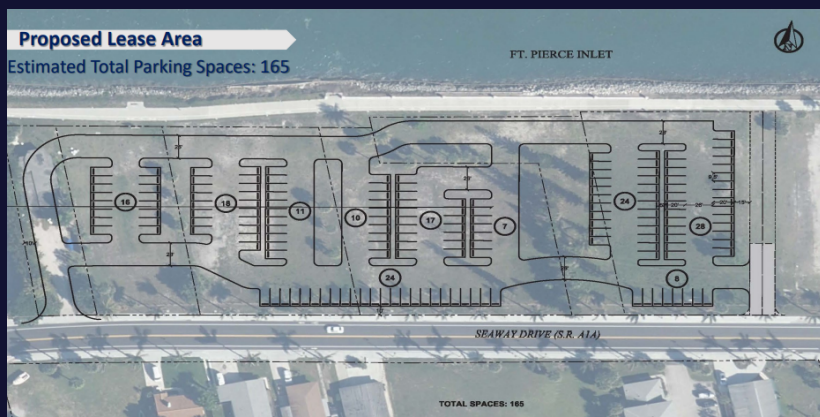 Proposed Lease Area
Estimated Total Parking Spaces: 165
FT. PIERCE INLET
16
18
11
10
17
7
24
28
24
8
SEAWAY DRIVE (S.R. A1A)
TOTAL SPACES: 165